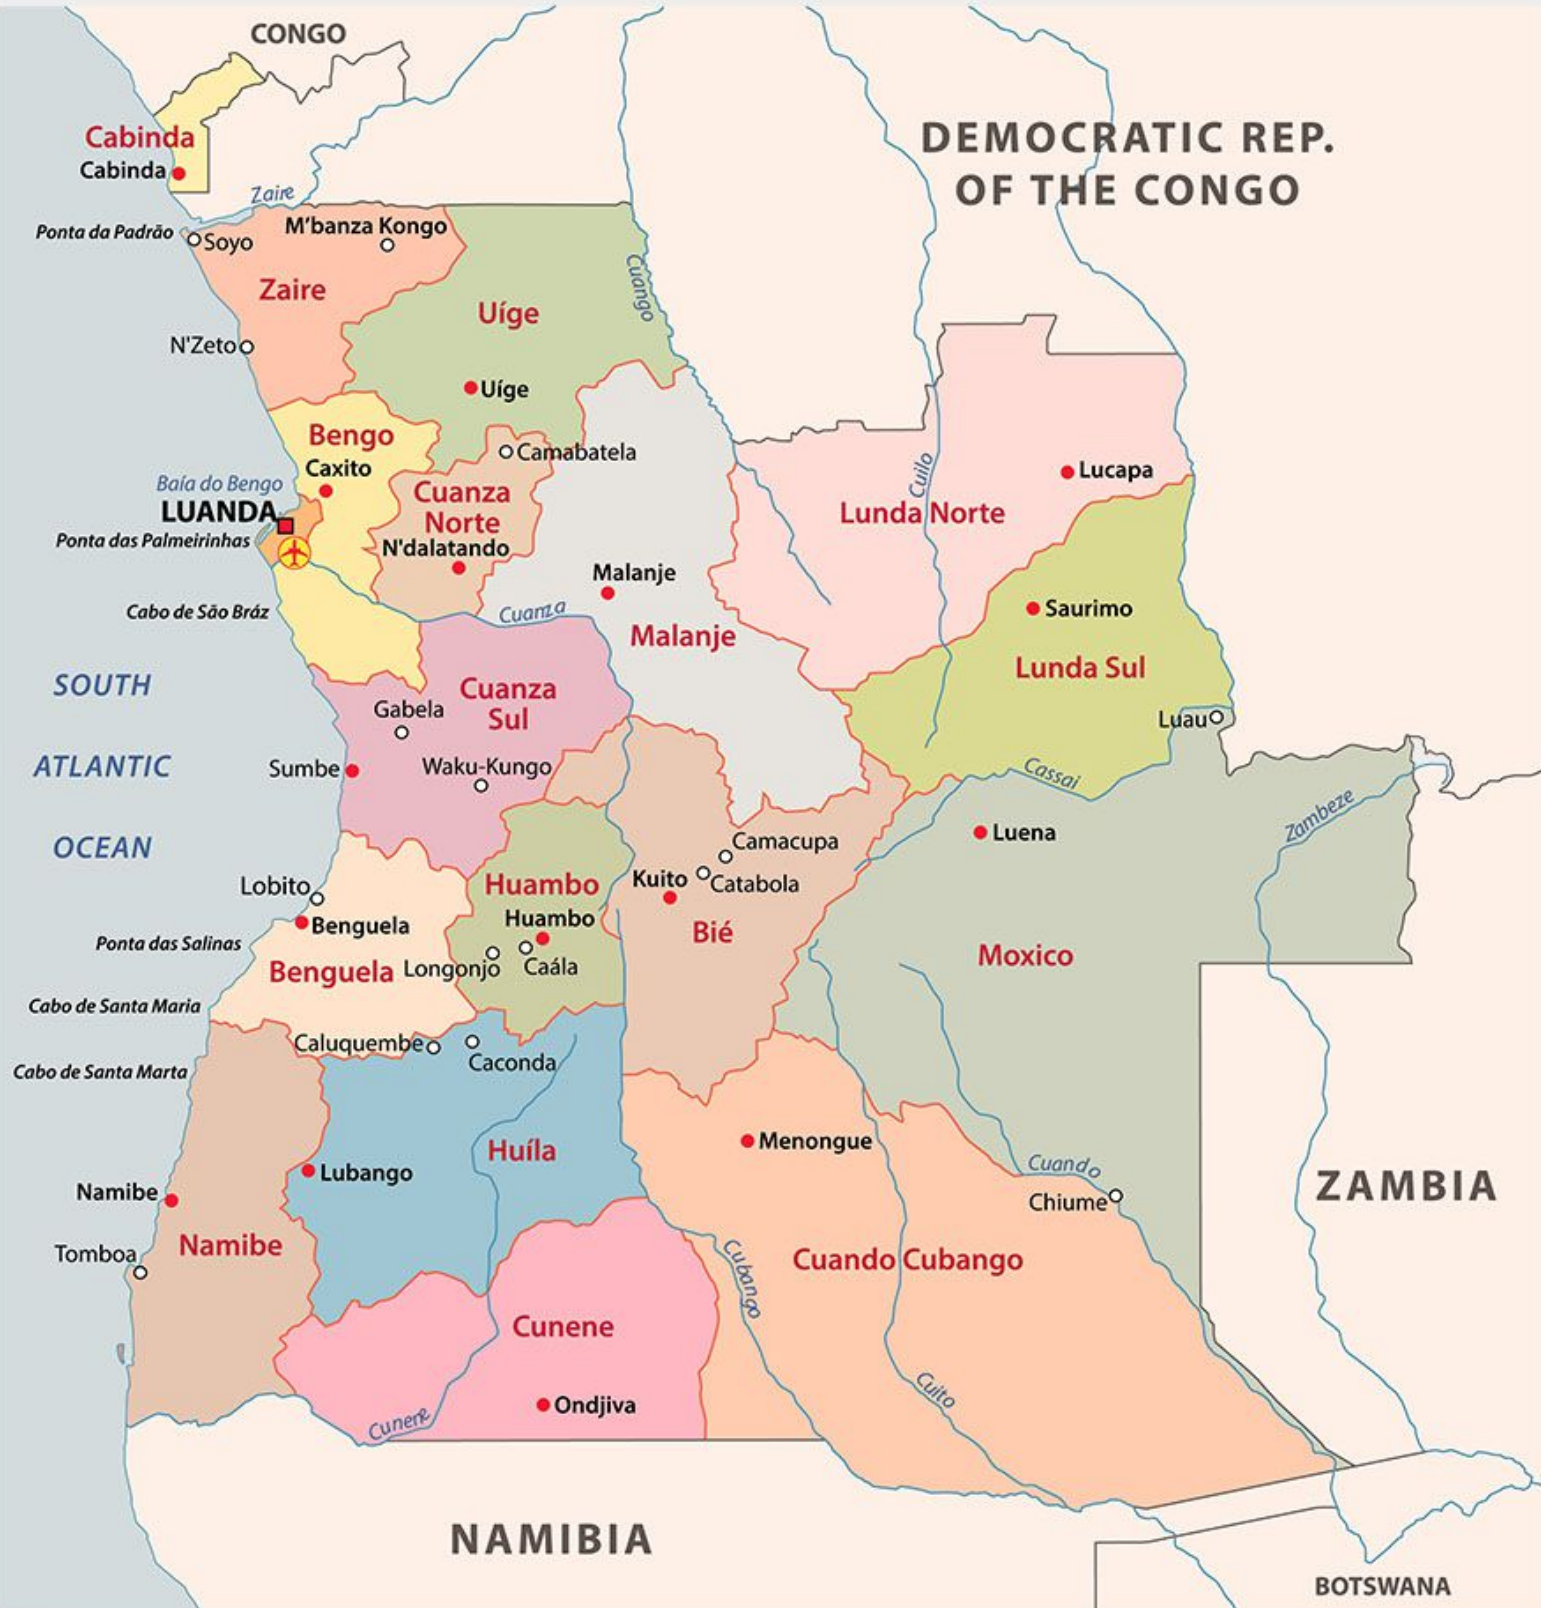 CONGO
DEMOCRATIC REP.
OF THE CONGO
Cabinda
Cabinda
Zaire
Ponta da Padrão
Soyo
M'banza Kongo
Zaire
Uíge
Cuango
N'Zeto
Uíge
Bengo
Caxito
Camabatela
Baía do Bengo
LUANDA
Ponta das Palmeirinhas
Cuanza
Norte
N'dalatando
Cuilo
Lucapa
Lunda Norte
Malanje
Cabo de São Bráz
Cuanza
Malanje
Saurimo
Lunda Sul
SOUTH
ATLANTIC
OCEAN
Cuanza
Sul
Gabela
Luau
Sumbe
Waku-Kungo
Cassai
Zambeze
Luena
Camacupa
Lobito
Huambo
Kuito
Catabola
Benguela
Huambo
Bié
Ponta das Salinas
Benguela
Longonjo
Caála
Moxico
Cabo de Santa Maria
Caluquembe
Caconda
Cabo de Santa Marta
Huíla
Menongue
Lubango
Cuando
Chiume
ZAMBIA
Namibe
Namibe
Tomboa
Cubango
Cuando Cubango
Cunene
Ondjiva
Cuito
Cunene
NAMIBIA
BOTSWANA